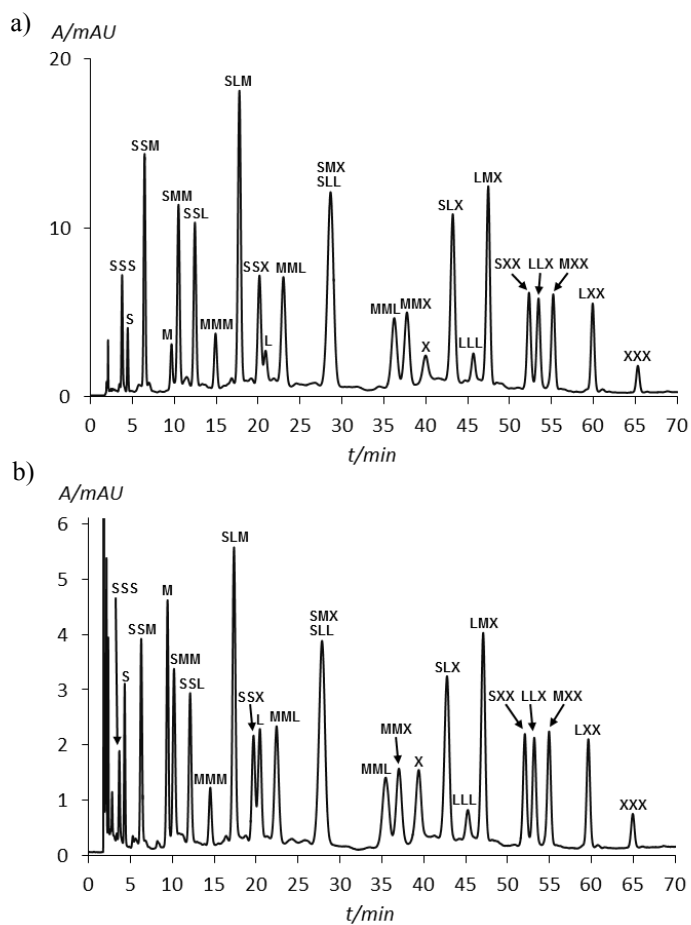 a)
A/mAU
20
10
0
SSS
S
SSM
M
SMM
SSL
MMM
SLM
SSX
L
MML
SMX
SLL
MML
MMX
X
SLX
LLL
LMX
SXX
LLX
MXX
LXX
XXX
0 5 10 15 20 25 30 35 40 45 50 55 60 65 70
t/min
b)
A/mAU
6
5
4
3
2
1
0
SSS
S
SSM
M
SMM
SSL
MMM
SLM
SSX
L
MML
SMX
SLL
MML
MMX
X
SLX
LLL
LMX
SXX LLX MXX
LXX
XXX
0 5 10 15 20 25 30 35 40 45 50 55 60 65 70
t/min